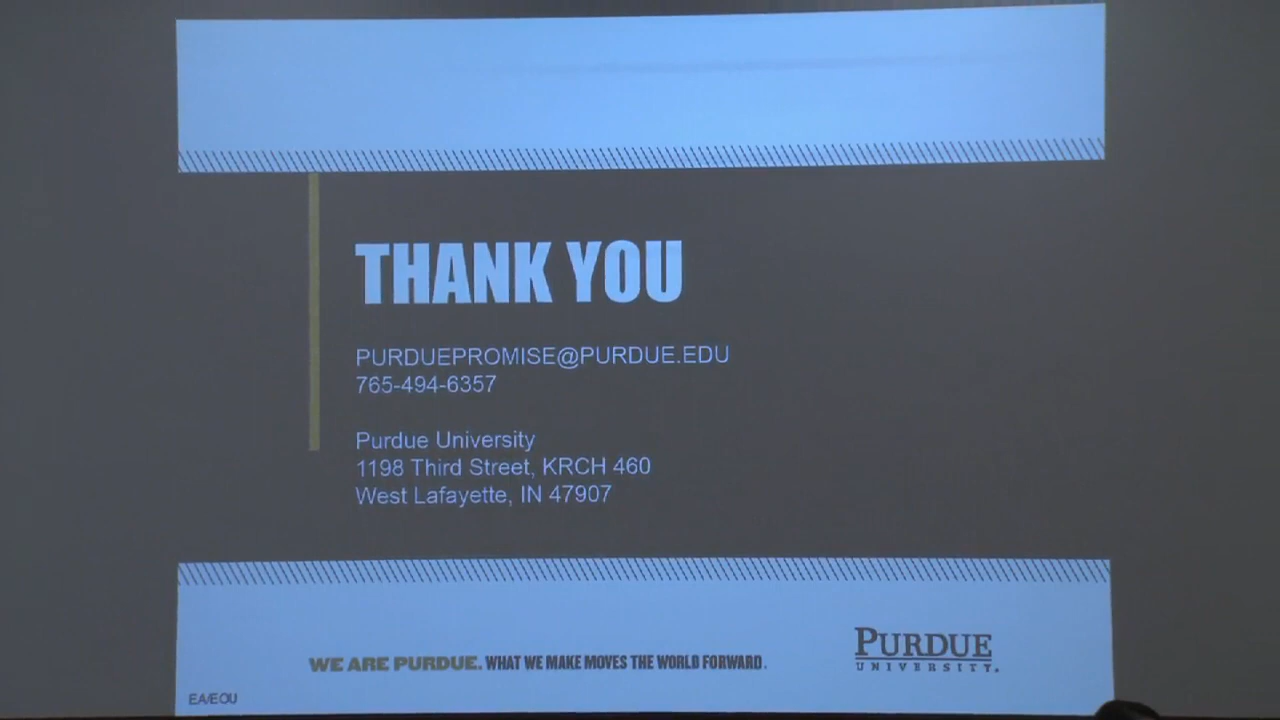 THANK YOU
PURDUEPROMISE@PURDUE.EDU
765-494-6357
Purdue University
1198 Third Street, KRCH 460
West Lafayette, IN 47907
WE ARE PURDUE. WHAT WE MAKE MOVES THE WORLD FORWARD.
PURDUE
UNIVERSITY.
EA/EOU